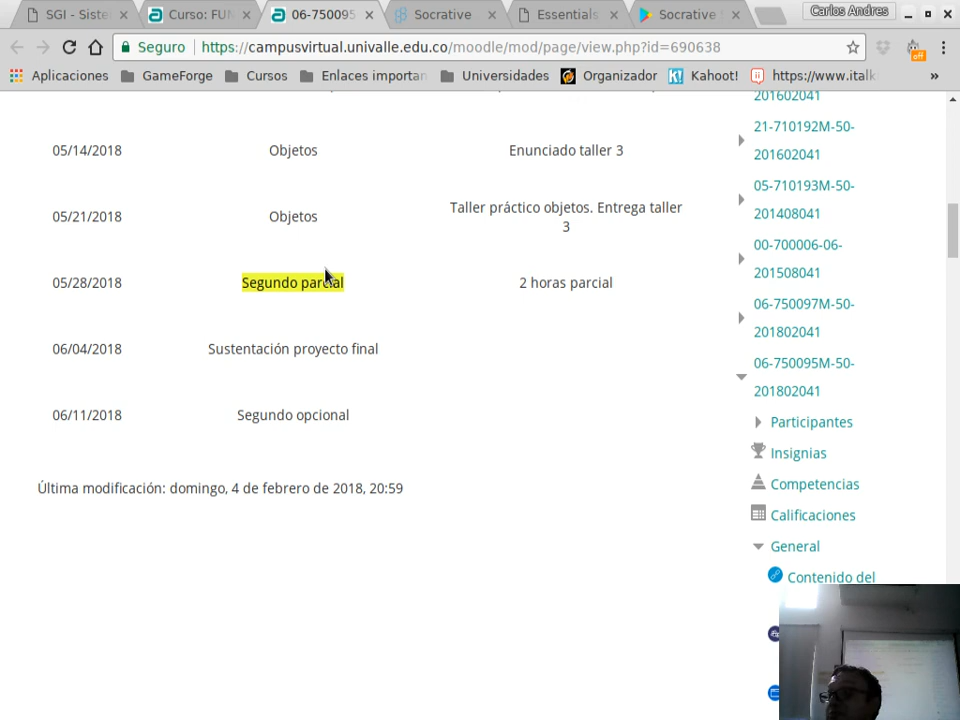 Carlos Andres
SGI - Siste
Curso: FUN
06-750095
Socrative
Essentials
Socrative
Seguro
https://campusvirtual.univalle.edu.co/moodle/mod/page/view.php?id=690638
off
Aplicaciones
GameForge
Cursos
Enlaces importan
Universidades
Organizador
K!
Kahoot!
https://www.italk
»
05/14/2018
Objetos
Enunciado taller 3
05/21/2018
Objetos
Taller práctico objetos. Entrega taller
3
05/28/2018
Segundo parcial
2 horas parcial
06/04/2018
Sustentación proyecto final
06/11/2018
Segundo opcional
Última modificación: domingo, 4 de febrero de 2018, 20:59
201602041
21-710192M-50-
201602041
05-710193M-50-
201408041
00-700006-06-
201508041
06-750097M-50-
201802041
06-750095M-50-
201802041
Participantes
Insignias
Competencias
Calificaciones
General
Contenido del